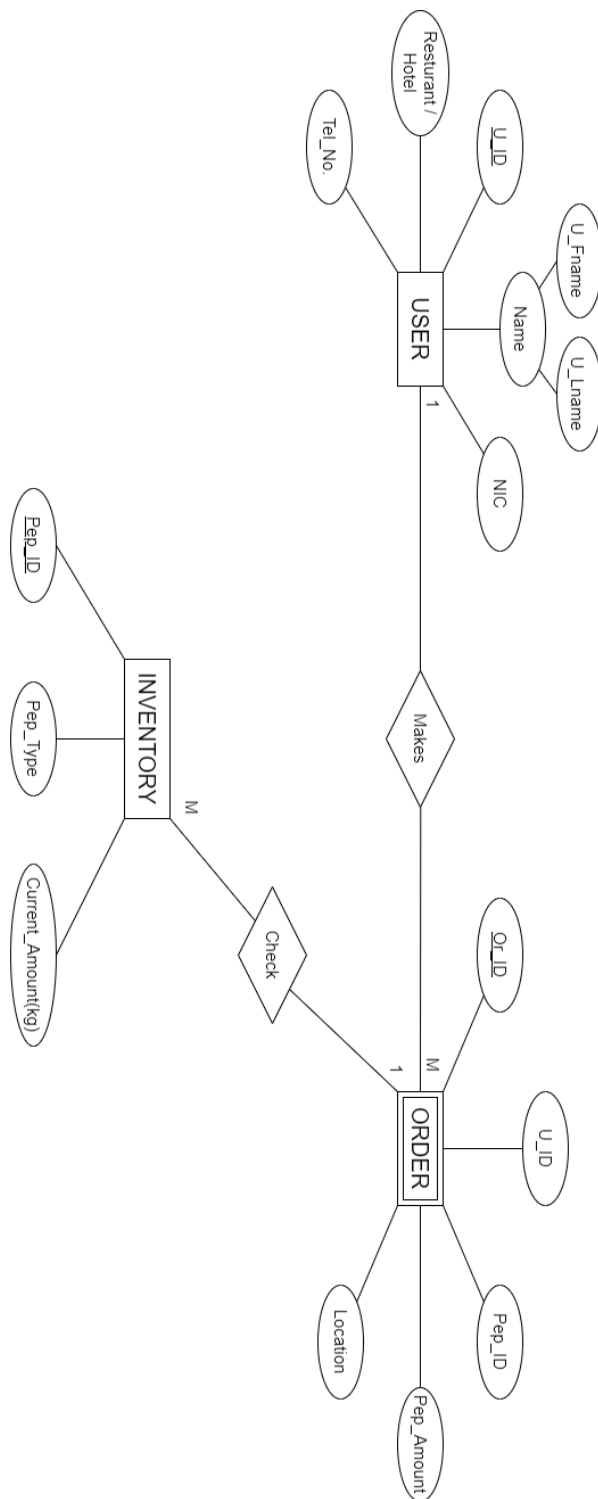 U_Fname
U_Lname
U_ID
U_ID
Name
NIC
Or_ID
Pep_ID
Resturant /
Hotel
USER
1
Makes
M
ORDER
Pep_Amount
Tel_No.
1
Location
Check
M
INVENTORY
Pep_ID
Pep_Type
Current_Amount(kg)